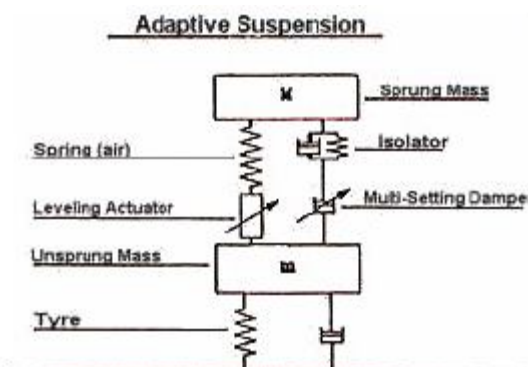 Adaptive Suspension
M
Sprung Mass
Isolator
Spring (air)
Leveling Actuator
Multi-Setting Dampe
Unsprung Mass
m
Tyre